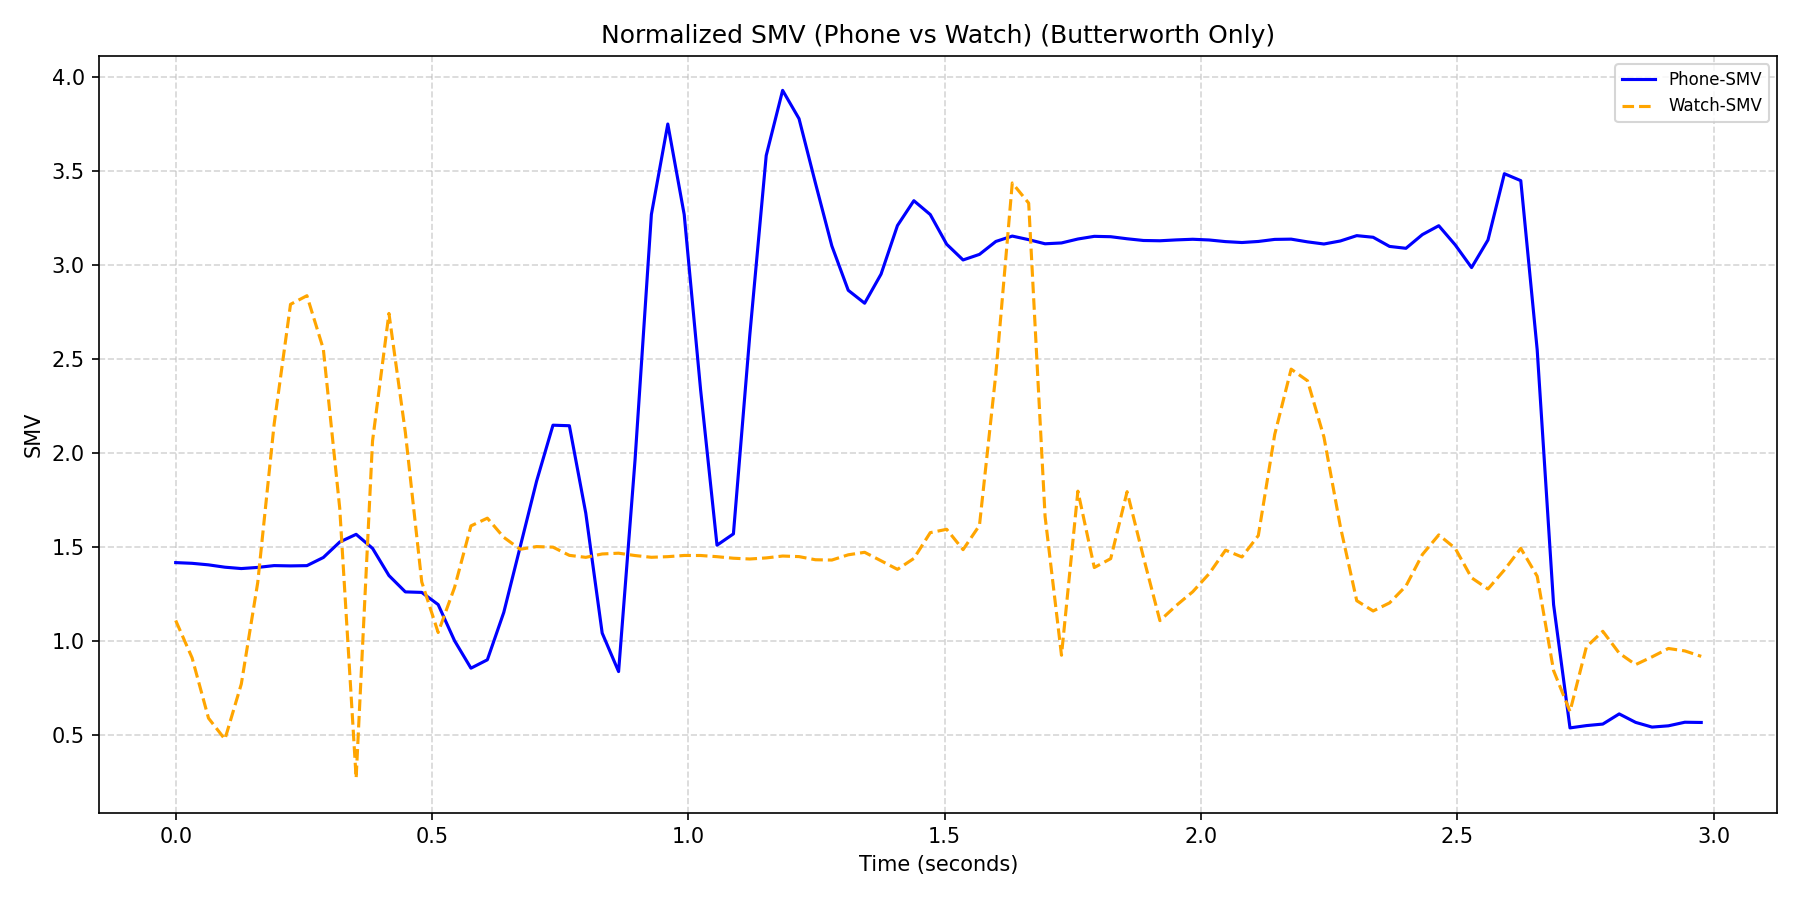 Normalized SMV (Phone vs Watch) (Butterworth Only)
Phone-SMV
Watch-SMV
4.0
3.5
3.0
2.5
2.0
1.5
1.0
0.5
SMV
0.0 0.5 1.0 1.5 2.0 2.5 3.0
Time (seconds)